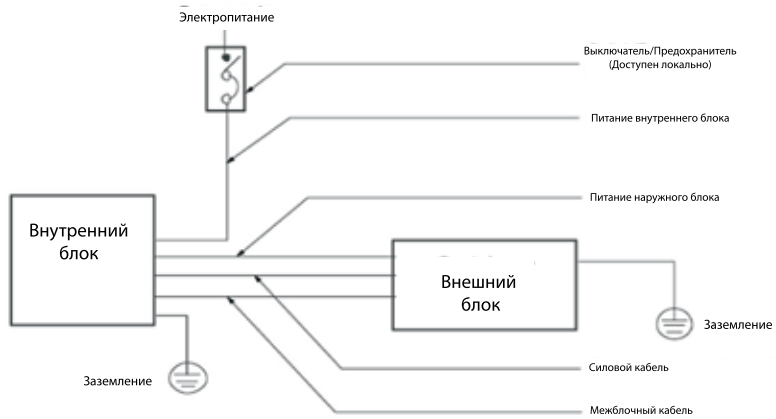 Электропитание
Выключатель/Предохранитель
(Доступен локально)
Питание внутреннего блока
Питание наружного блока
Внутренний
блок
Внешний
блок
Заземление
Заземление
Силовой кабель
Межблочный кабель